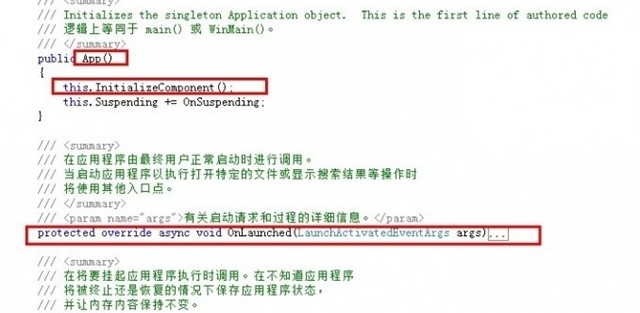 /// <summary>
/// Initializes the singleton Application object.  This is the first line of authored code
/// 逻辑上等同于 main() 或 WinMain()。
/// </summary>
public App()
{
this.InitializeComponent();
this.Suspending += OnSuspending;
}
/// <summary>
/// 在应用程序由最终用户正常启动时进行调用。
/// 当启动应用程序以执行打开特定的文件或显示搜索结果等操作时
/// 将使用其他入口点。
/// </summary>
/// <param name="args">有关启动请求和过程的详细信息。</param>
protected override async void OnLaunched(LaunchActivatedEventArgs args)...
/// <summary>
/// 在将要挂起应用程序执行时调用。在不知道应用程序
/// 将被终止还是恢复的情况下保存应用程序状态，
/// 并让内存内容保持不变。